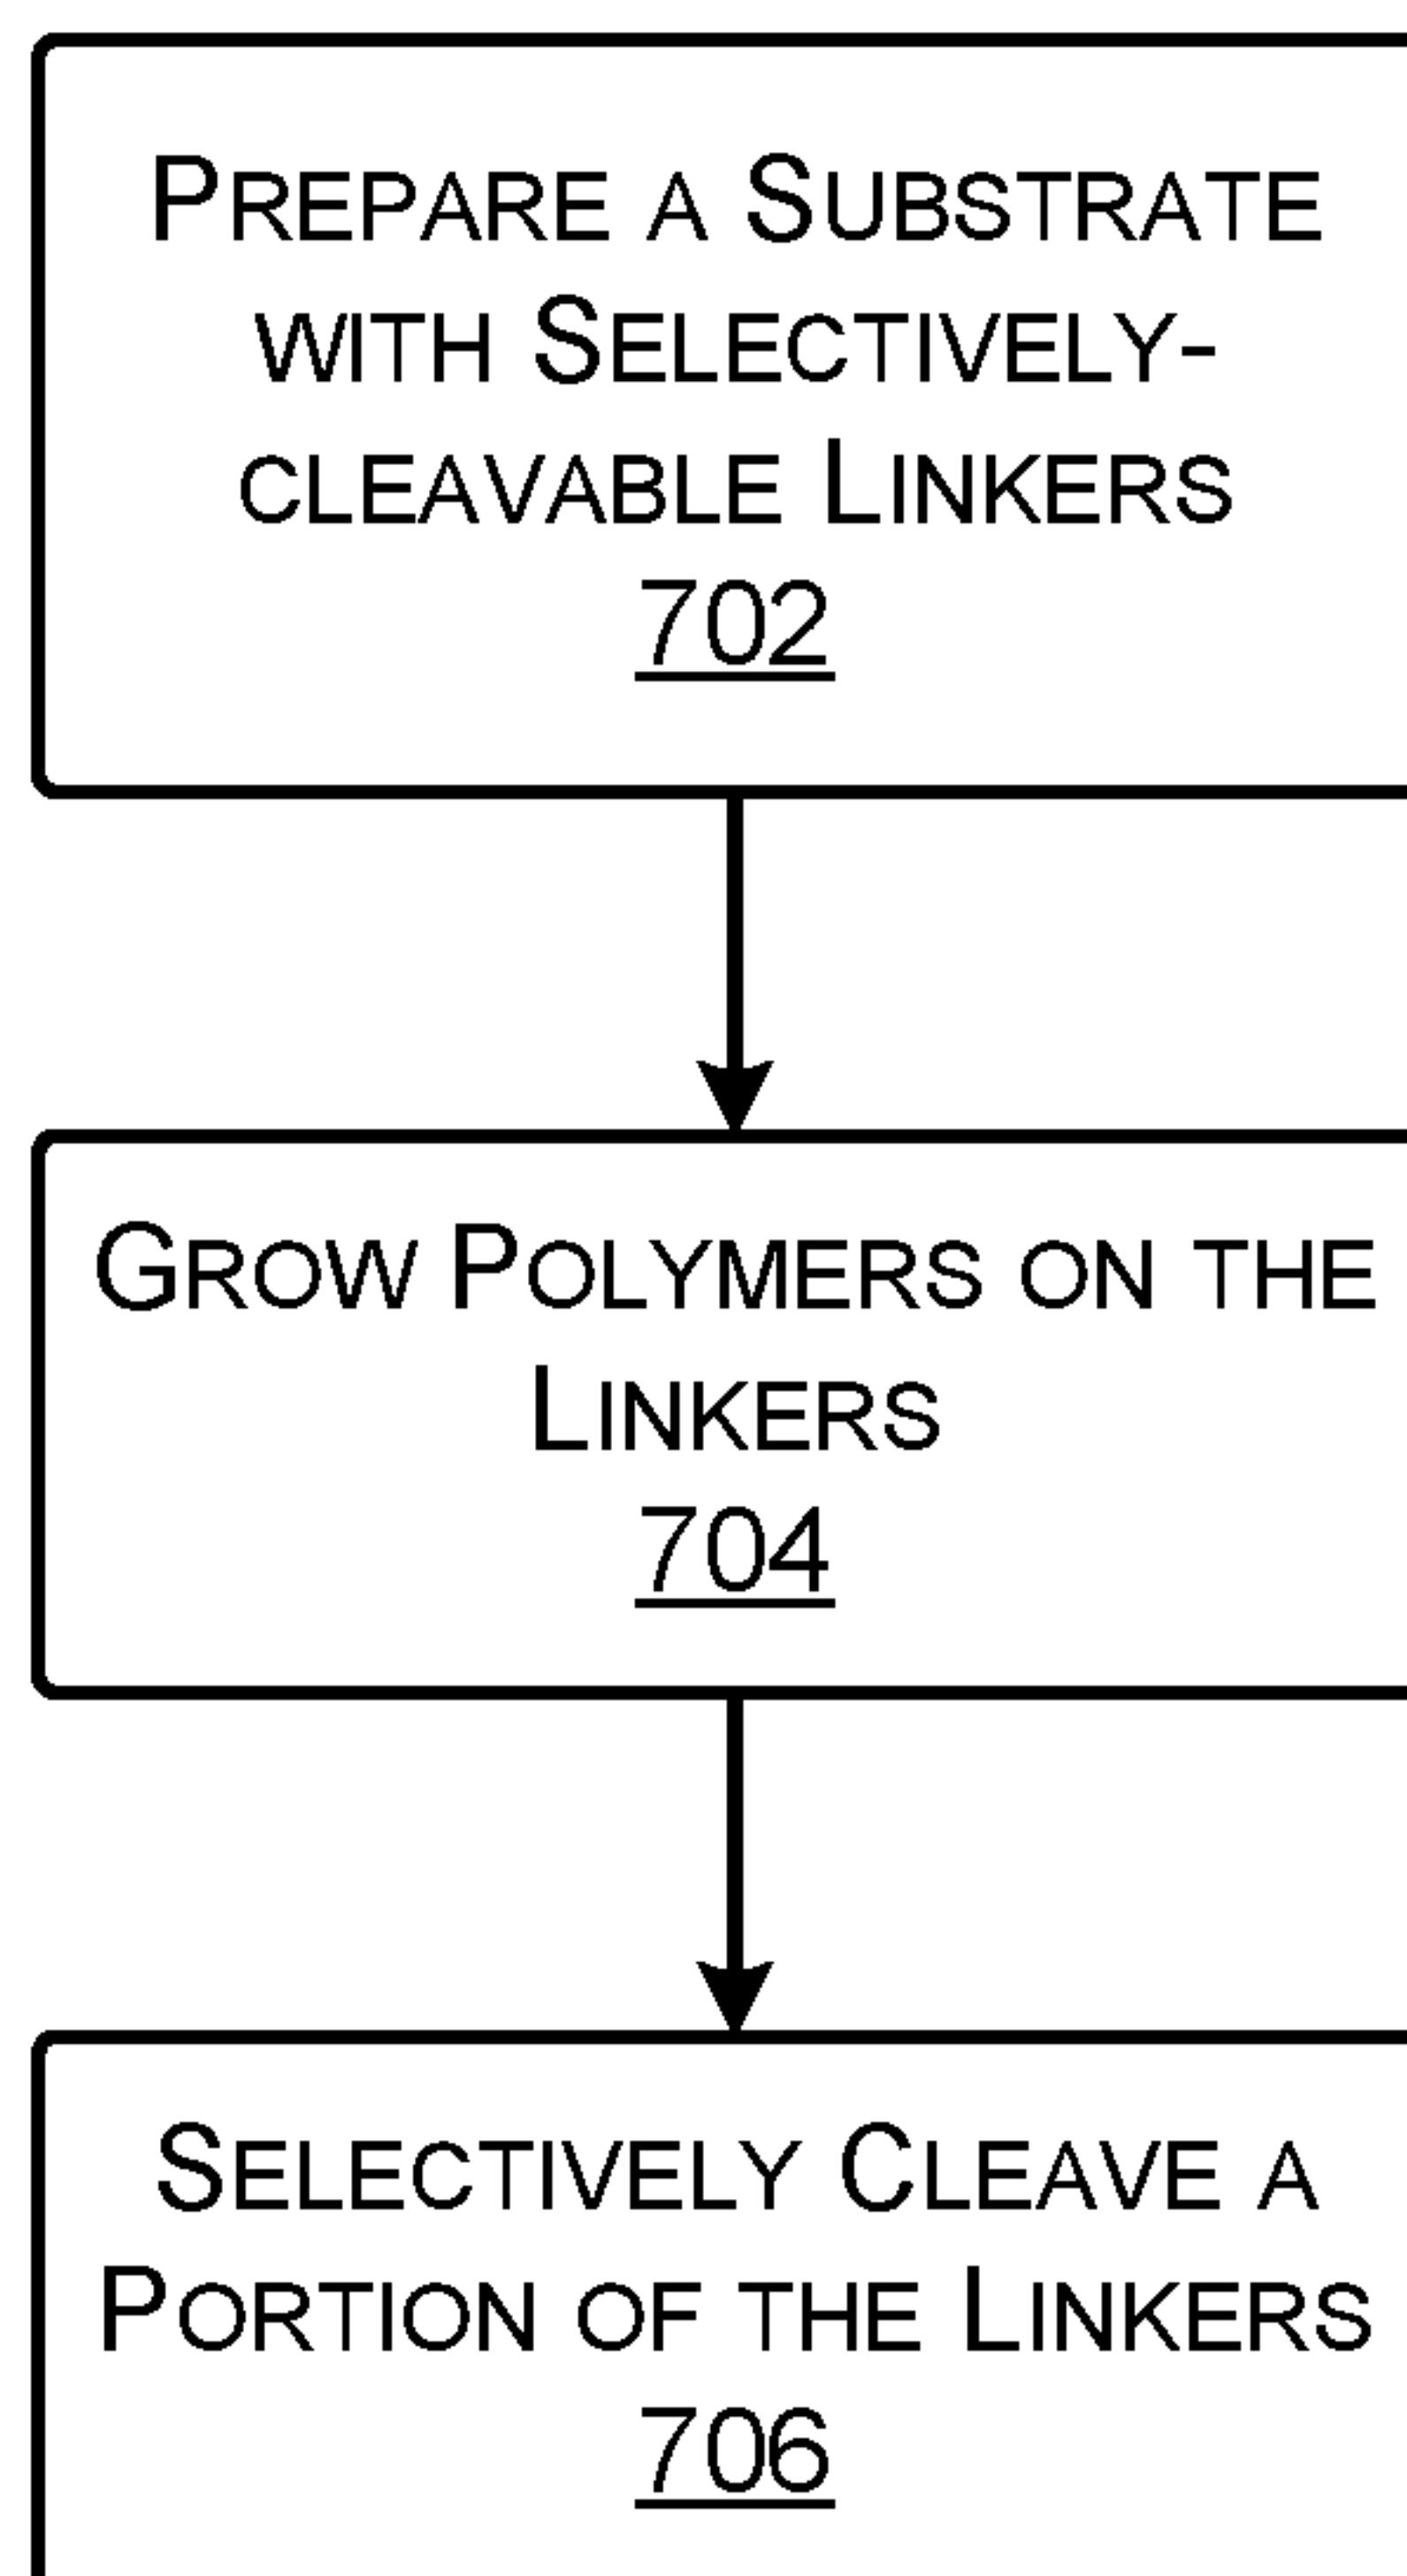 PREPARE A SUBSTRATE
WITH SELECTIVELY-
CLEAVABLE LINKERS
702
GROW POLYMERS ON THE
LINKERS
704
SELECTIVELY CLEAVE A
PORTION OF THE LINKERS
706